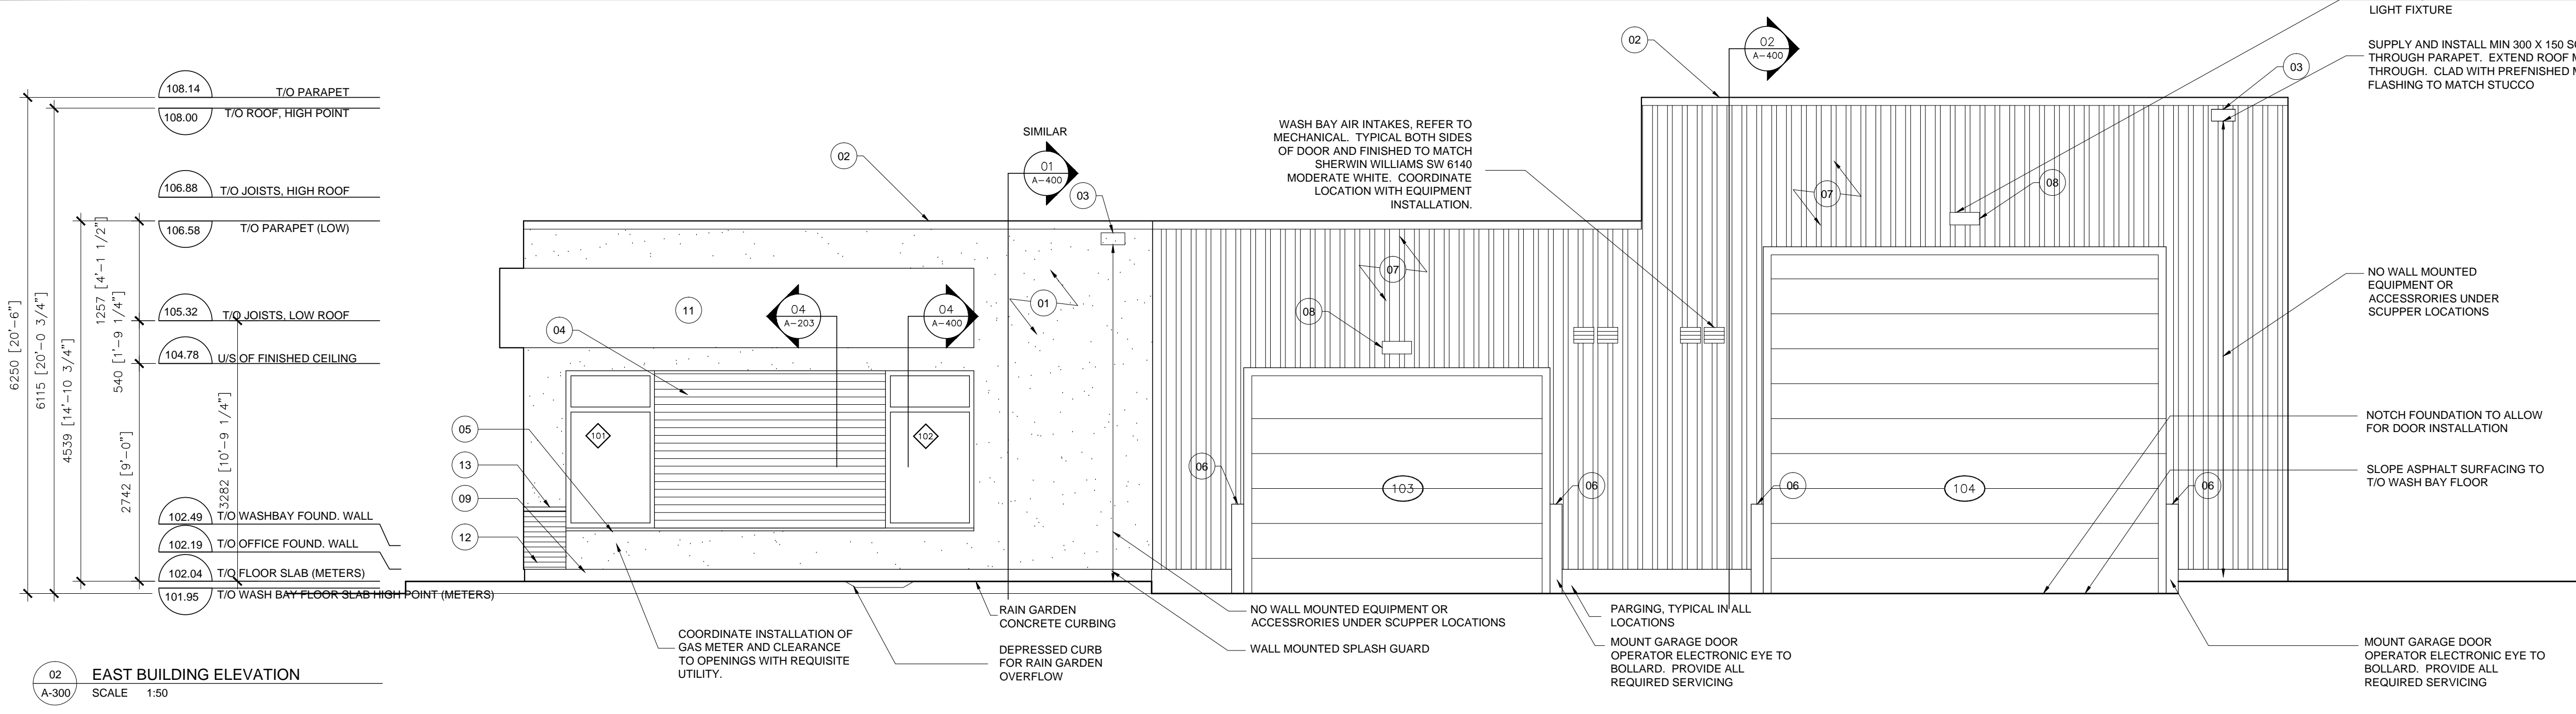 LIGHT FIXTURE
SUPPLY AND INSTALL MIN 300 X 150
THROUGH PARAPET. EXTEND ROOF
THROUGH. CLAD WITH PREFNISHED
FLASHING TO MATCH STUCCO
02
02
A-400
03
108.14
T/O PARAPET
108.00
T/O ROOF, HIGH POINT
106.88
T/O JOISTS, HIGH ROOF
106.58
T/O PARAPET (LOW)
105.32
T/O JOISTS, LOW ROOF
104.78
U/S OF FINISHED CEILING
102.49
T/O WASHBAY FOUND. WALL
102.19
T/O OFFICE FOUND. WALL
102.04
T/O FLOOR SLAB (METERS)
101.95
T/O WASH BAY FLOOR SLAB HIGH POINT (METERS)
6250 [20'-6"]
6115 [20'-0 3/4"]
4539 [14'-10 3/4"]
1257 [4'-1 1/2"]
540 [1'-9 1/4"]
2742 [9'-0"]
3282 [10'-9 1/4"]
02
SIMILAR
01
A-400
03
WASH BAY AIR INTAKES, REFER TO
MECHANICAL. TYPICAL BOTH SIDES
OF DOOR AND FINISHED TO MATCH
SHERWIN WILLIAMS SW 6140
MODERATE WHITE. COORDINATE
LOCATION WITH EQUIPMENT
INSTALLATION.
07
08
07
08
11
04
04
A-203
04
A-400
01
NO WALL MOUNTED
EQUIPMENT OR
ACCESSRORIES UNDER
SCUPPER LOCATIONS
05
13
09
12
101
102
06
103
06
06
104
06
NOTCH FOUNDATION TO ALLOW
FOR DOOR INSTALLATION
SLOPE ASPHALT SURFACING TO
T/O WASH BAY FLOOR
COORDINATE INSTALLATION OF
GAS METER AND CLEARANCE
TO OPENINGS WITH REQUISITE
UTILITY.
RAIN GARDEN
CONCRETE CURBING
DEPRESSED CURB
FOR RAIN GARDEN
OVERFLOW
NO WALL MOUNTED EQUIPMENT OR
ACCESSRORIES UNDER SCUPPER LOCATIONS
WALL MOUNTED SPLASH GUARD
PARGING, TYPICAL IN ALL
LOCATIONS
MOUNT GARAGE DOOR
OPERATOR ELECTRONIC EYE TO
BOLLARD. PROVIDE ALL
REQUIRED SERVICING
MOUNT GARAGE DOOR
OPERATOR ELECTRONIC EYE TO
BOLLARD. PROVIDE ALL
REQUIRED SERVICING
02
A-300
EAST BUILDING ELEVATION
SCALE 1:50